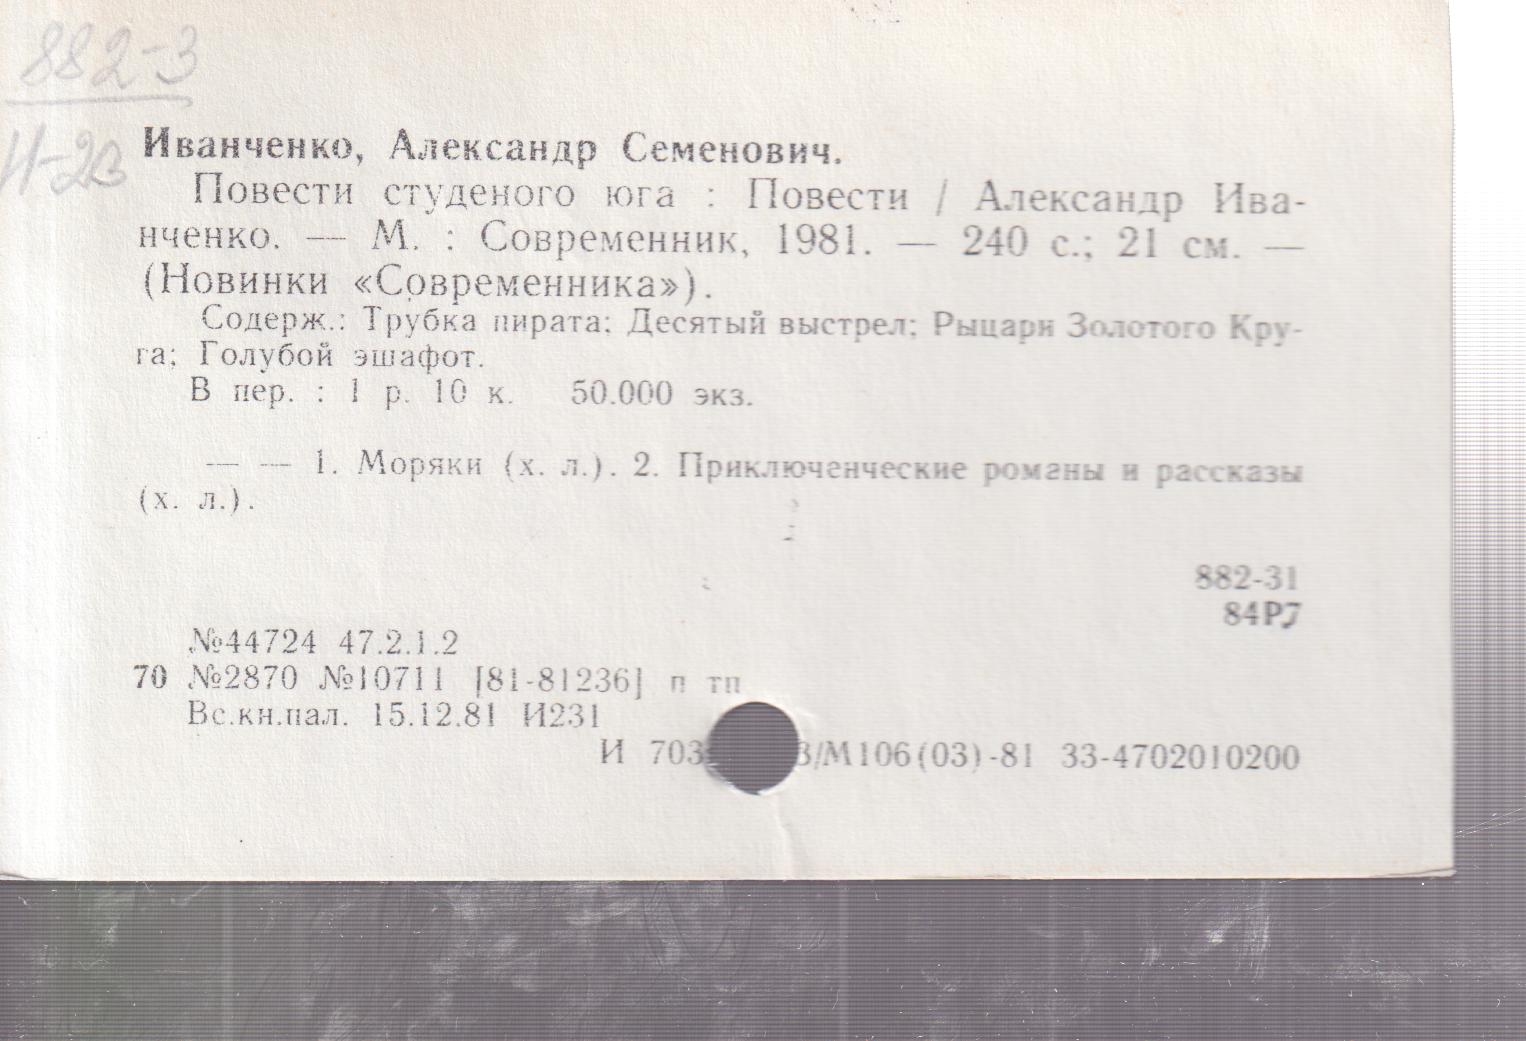 882-3
И-23
Иванченко, Александр Семенович.
Повести студеного юга : Повести / Александр Ива-
нченко. — М. : Современник, 1981. — 240 с.; 21 см. —
(Новинки «Современника»).
Содерж.: Трубка пирата; Десятый выстрел; Рыцари Золотого Кру-
га; Голубой эшафот.
В пер. : 1 р. 10 к. 50.000 экз.
— — 1. Моряки (х. л.). 2. Приключенческие романы и рассказы
(х. л.).
882-31
84Р7
№44724 47.2.1.2
70 №2870 №10711 [81-81236] п тп
Вс.кн.пал. 15.12.81 И231
И 703 3/М106(03)-81 33-4702010200